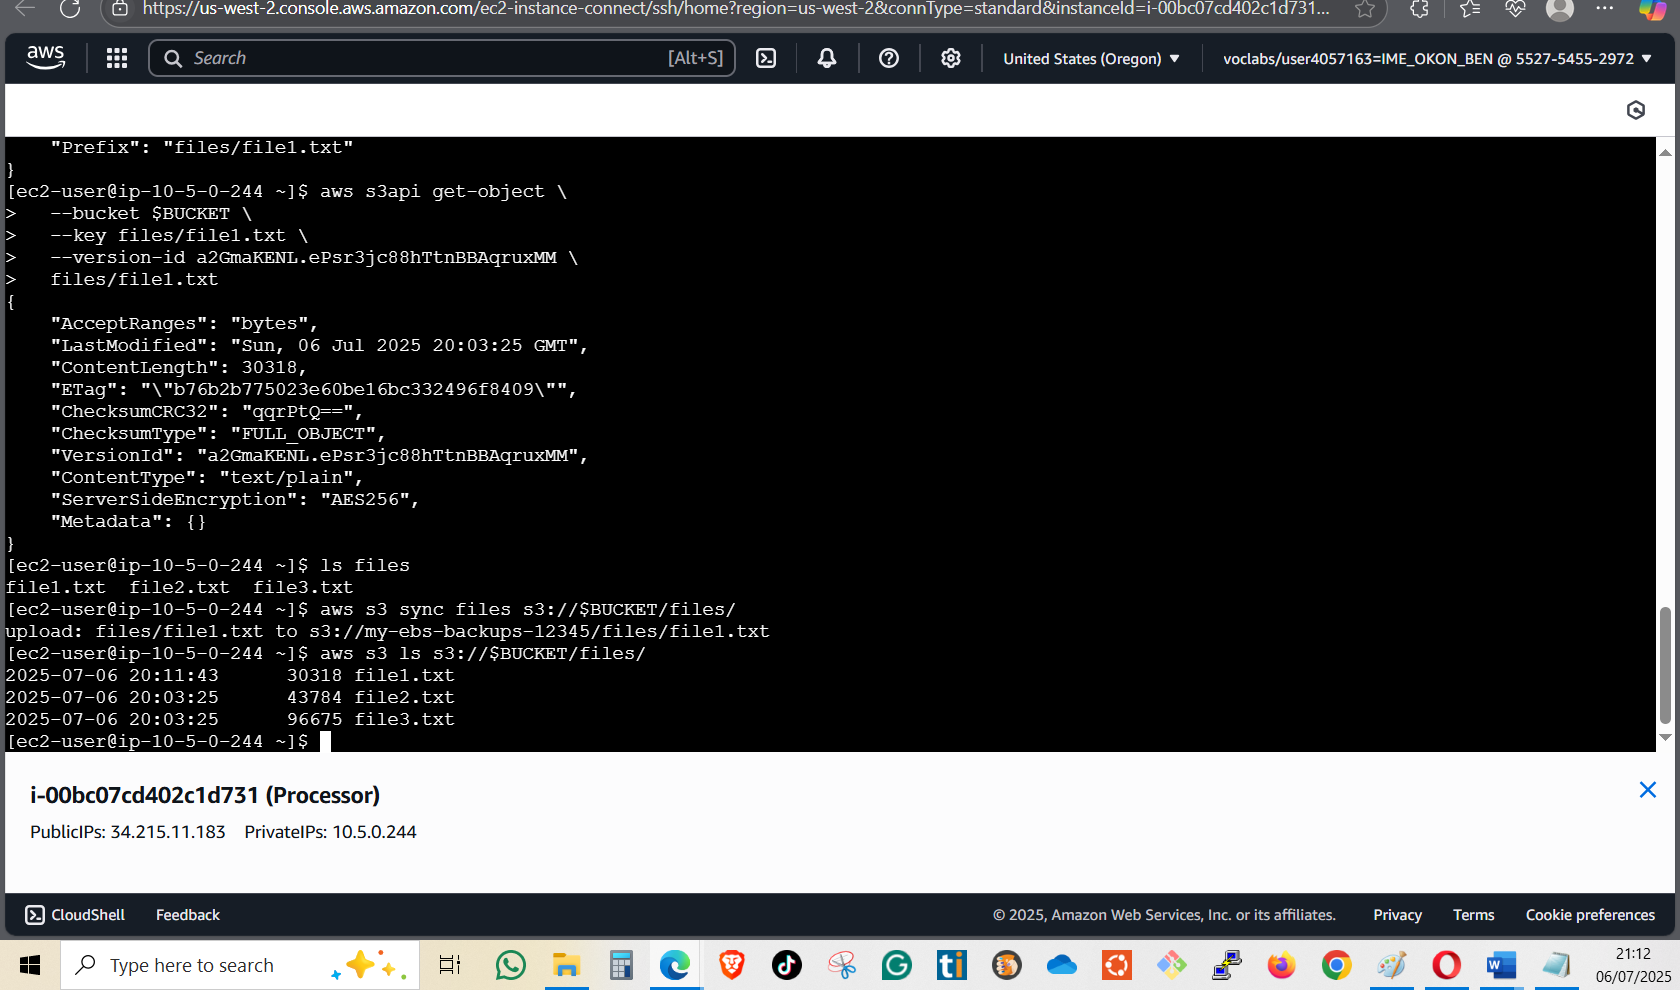 https://us-west-2.console.aws.amazon.com/ec2-instance-connect/ssh/home?region=us-west-2&connType=standard&instanceId=i-00bc07cd402c1d731...
aws
Search [Alt+S]
United States (Oregon)
voclabs/user4057163=IME_OKON_BEN @ 5527-5455-2972
    "Prefix": "files/file1.txt"
}
[ec2-user@ip-10-5-0-244 ~]$ aws s3api get-object \
>   --bucket $BUCKET \
>   --key files/file1.txt \
>   --version-id a2GmaKENL.ePsr3jc88hTtnBBAqruxMM \
>   files/file1.txt
{
    "AcceptRanges": "bytes",
    "LastModified": "Sun, 06 Jul 2025 20:03:25 GMT",
    "ContentLength": 30318,
    "ETag": "\"b76b2b775023e60be16bc332496f8409\"",
    "ChecksumCRC32": "qqrPtQ==",
    "ChecksumType": "FULL_OBJECT",
    "VersionId": "a2GmaKENL.ePsr3jc88hTtnBBAqruxMM",
    "ContentType": "text/plain",
    "ServerSideEncryption": "AES256",
    "Metadata": {}
}
[ec2-user@ip-10-5-0-244 ~]$ ls files
file1.txt  file2.txt  file3.txt
[ec2-user@ip-10-5-0-244 ~]$ aws s3 sync files s3://$BUCKET/files/
upload: files/file1.txt to s3://my-ebs-backups-12345/files/file1.txt
[ec2-user@ip-10-5-0-244 ~]$ aws s3 ls s3://$BUCKET/files/
2025-07-06 20:11:43      30318 file1.txt
2025-07-06 20:03:25      43784 file2.txt
2025-07-06 20:03:25      96675 file3.txt
[ec2-user@ip-10-5-0-244 ~]$
i-00bc07cd402c1d731 (Processor)
PublicIPs: 34.215.11.183    PrivateIPs: 10.5.0.244
CloudShell Feedback © 2025, Amazon Web Services, Inc. or its affiliates. Privacy Terms Cookie preferences
Type here to search
21:12
06/07/2025